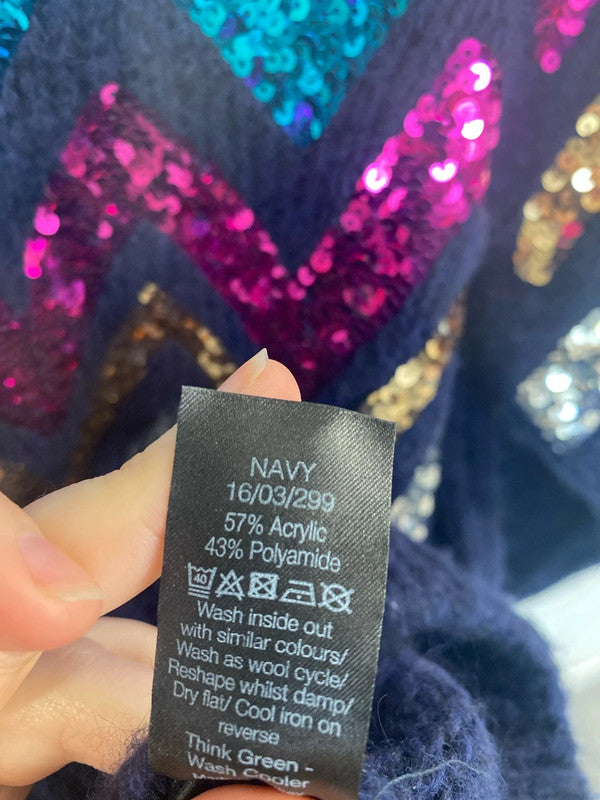 NAVY
16/03/299
57% Acrylic
43% Polyamide
40
Wash inside out
with similar colours/
Wash as wool cycle/
Reshape whilst damp/
Dry flat/ Cool iron on
reverse
Think Green -
Wash Cooler